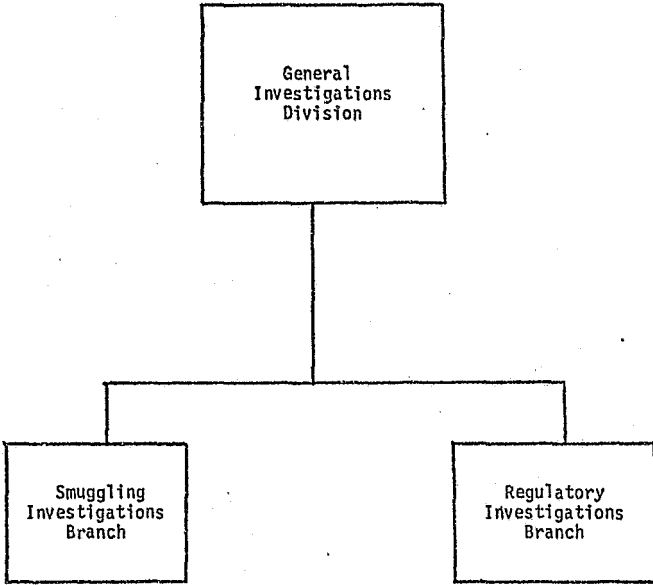 General
Investigations
Division
Smuggling
Investigations
Branch
Regulatory
Investigations
Branch